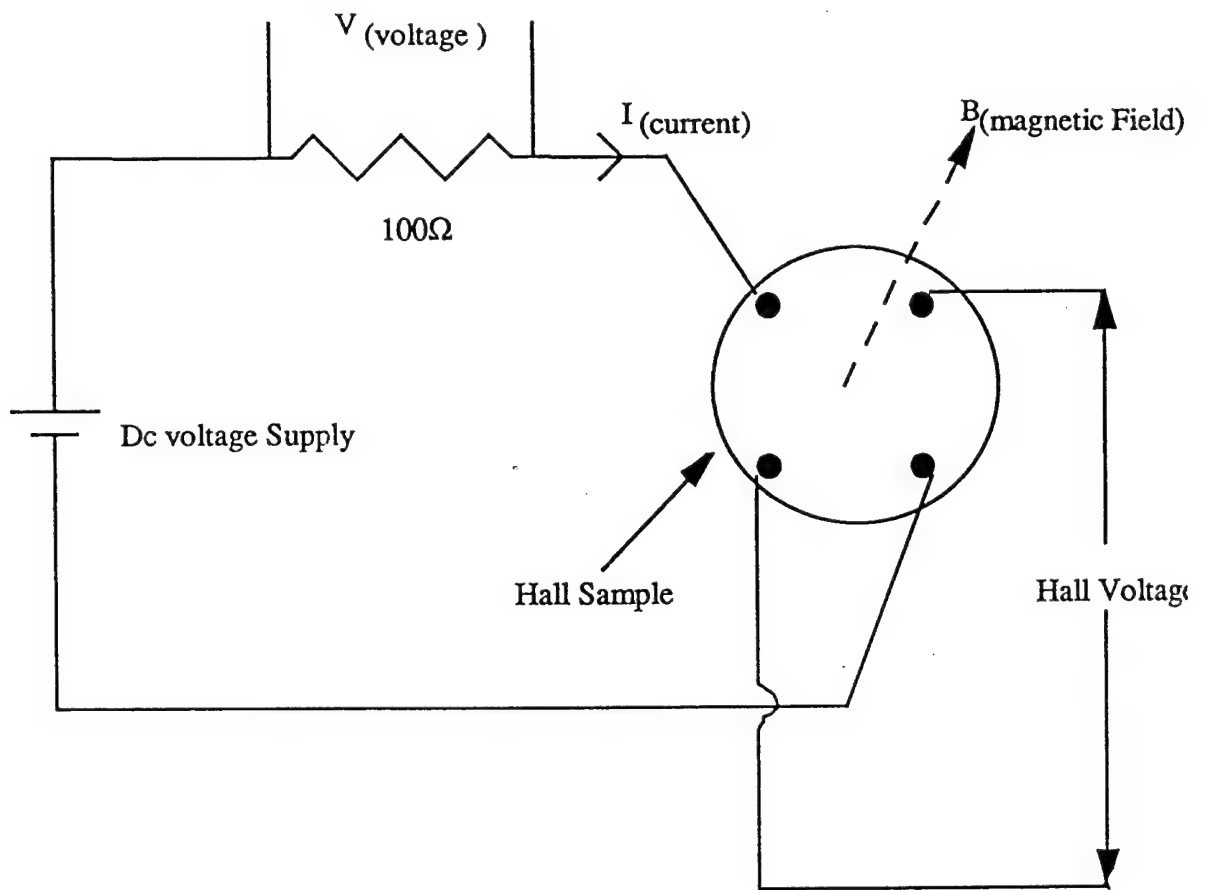 V (voltage )
I (current)
B(magnetic Field)
100Ω
Dc voltage Supply
Hall Sample
Hall Voltage